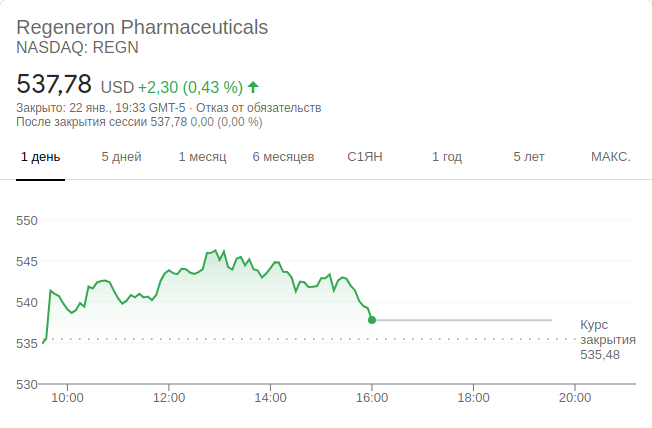 Regeneron Pharmaceuticals
NASDAQ: REGN
537,78 USD +2,30 (0,43 %)
Закрыто: 22 янв., 19:33 GMT-5 · Отказ от обязательств
После закрытия сессии 537,78 0,00 (0,00 %)
1 день 5 дней 1 месяц 6 месяцев С1ЯН 1 год 5 лет МАКС.
550
545
540
Курс
закрытия
535,48
535
530
10:00 12:00 14:00 16:00 18:00 20:00